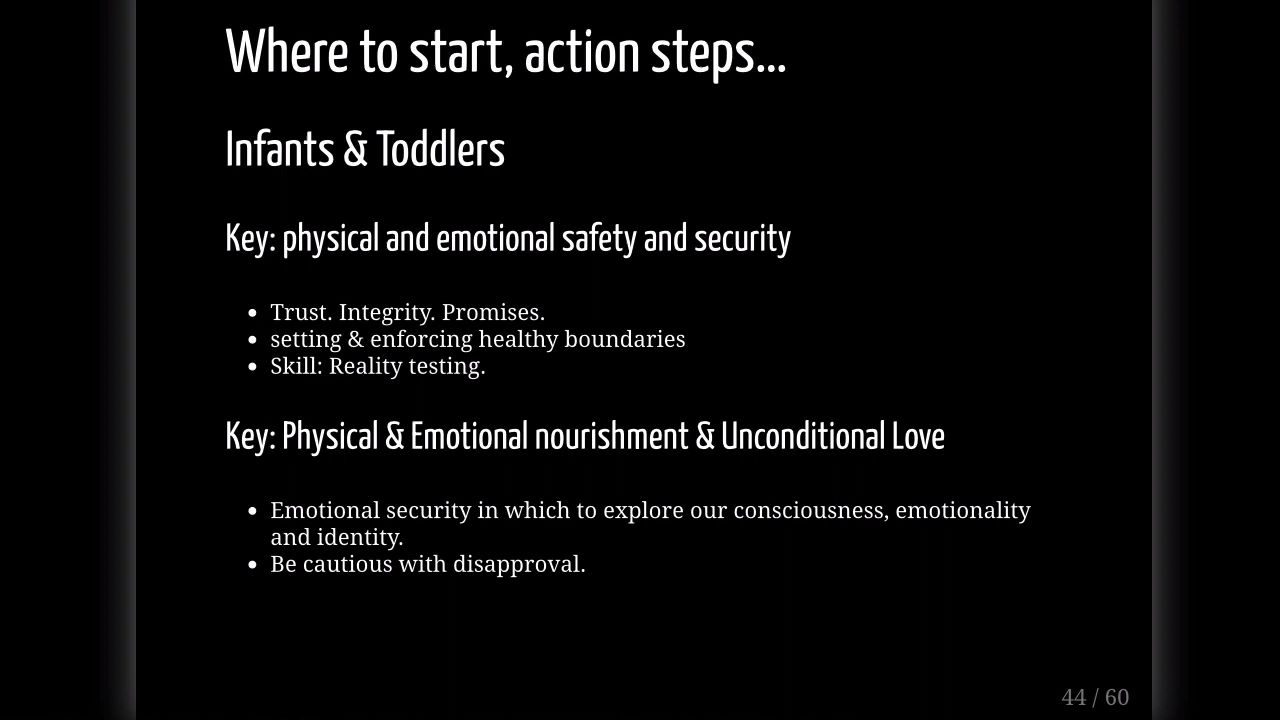 Where to start, action steps...
Infants & Toddlers
Key: physical and emotional safety and security
Trust. Integrity. Promises.
setting & enforcing healthy boundaries
Skill: Reality testing.
Key: Physical & Emotional nourishment & Unconditional Love
Emotional security in which to explore our consciousness, emotionality
and identity.
Be cautious with disapproval.
44 / 60